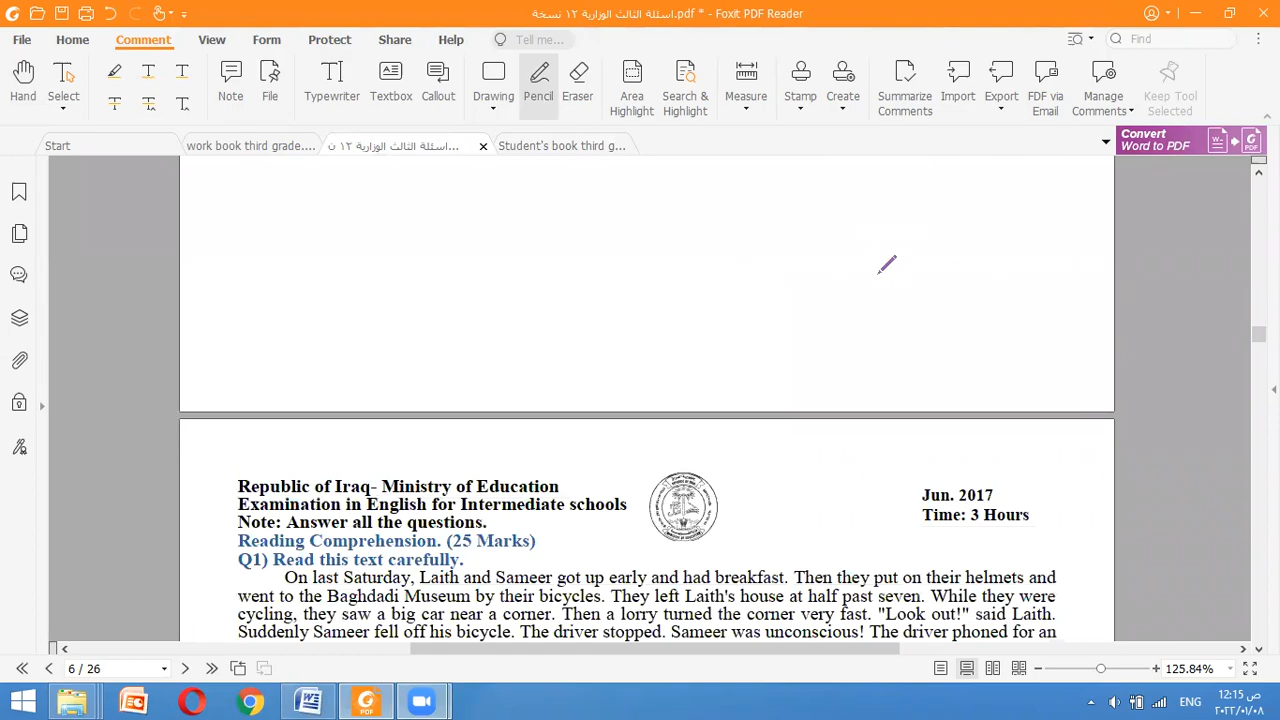 اسئلة الثالث الوزارية ١٢ نسخة.pdf * - Foxit PDF Reader
File Home Comment View Form Protect Share Help Tell me... Find
Hand Select Note File Typewriter Textbox Callout Drawing Pencil Eraser Area Highlight Search & Highlight Measure Stamp Create Summarize Comments Import Export FDF via Email Manage Comments Keep Tool Selected
Start work book third grade.... اسئلة الثالث الوزارية ١٢ ن... Student's book third g... Convert Word to PDF
Republic of Iraq- Ministry of Education
Examination in English for Intermediate schools
Note: Answer all the questions.
Reading Comprehension. (25 Marks)
Q1) Read this text carefully.
Jun. 2017
Time: 3 Hours
On last Saturday, Laith and Sameer got up early and had breakfast. Then they put on their helmets and
went to the Baghdadi Museum by their bicycles. They left Laith's house at half past seven. While they were
cycling, they saw a big car near a corner. Then a lorry turned the corner very fast. "Look out!" said Laith.
Suddenly Sameer fell off his bicycle. The driver stopped. Sameer was unconscious! The driver phoned for an
6 / 26 125.84%
ENG ١٢:١٥ ص
٢٠٢٢/٠١/٠٨